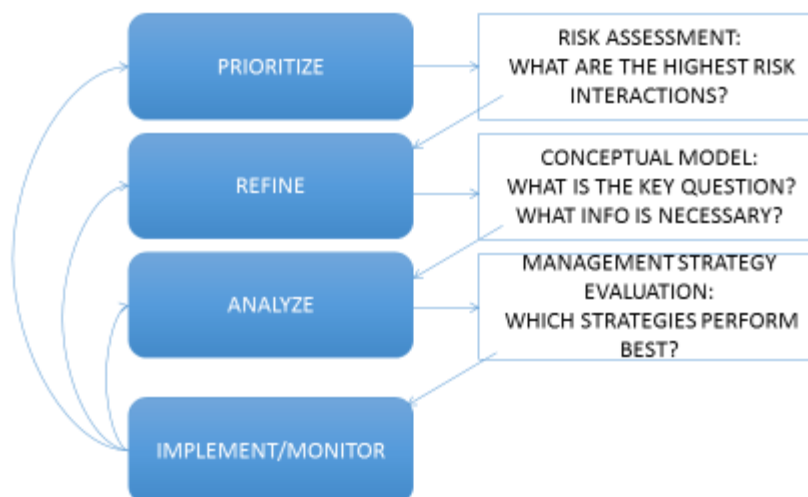 PRIORITIZE
RISK ASSESSMENT:
WHAT ARE THE HIGHEST RISK
INTERACTIONS?
REFINE
CONCEPTUAL MODEL:
WHAT IS THE KEY QUESTION?
WHAT INFO IS NECESSARY?
ANALYZE
MANAGEMENT STRATEGY
EVALUATION:
WHICH STRATEGIES PERFORM
BEST?
IMPLEMENT/MONITOR